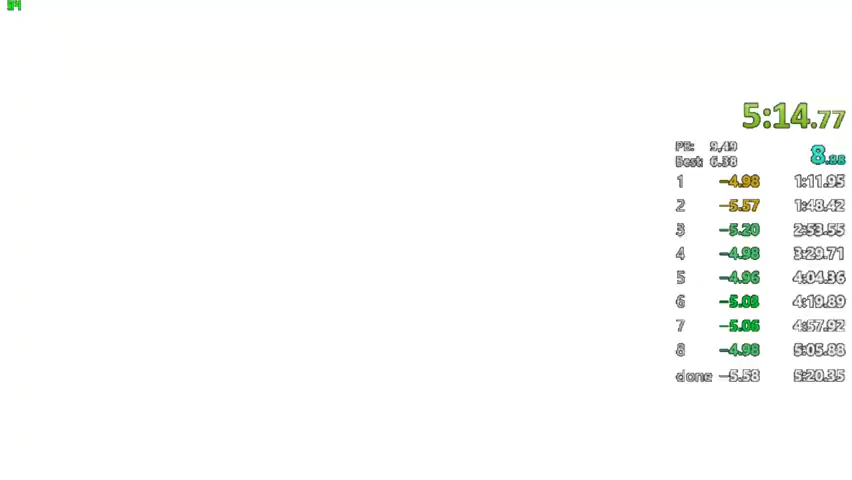 5:14.77
PB: 9.49 8.88
Best: 6.38
1 -4.98 1:11.95
2 -5.57 1:48.42
3 -5.20 2:53.55
4 -4.98 3:29.71
5 -4.96 4:04.36
6 -5.03 4:19.89
7 -5.06 4:57.92
8 -4.98 5:05.88
done -5.58 5:20.35